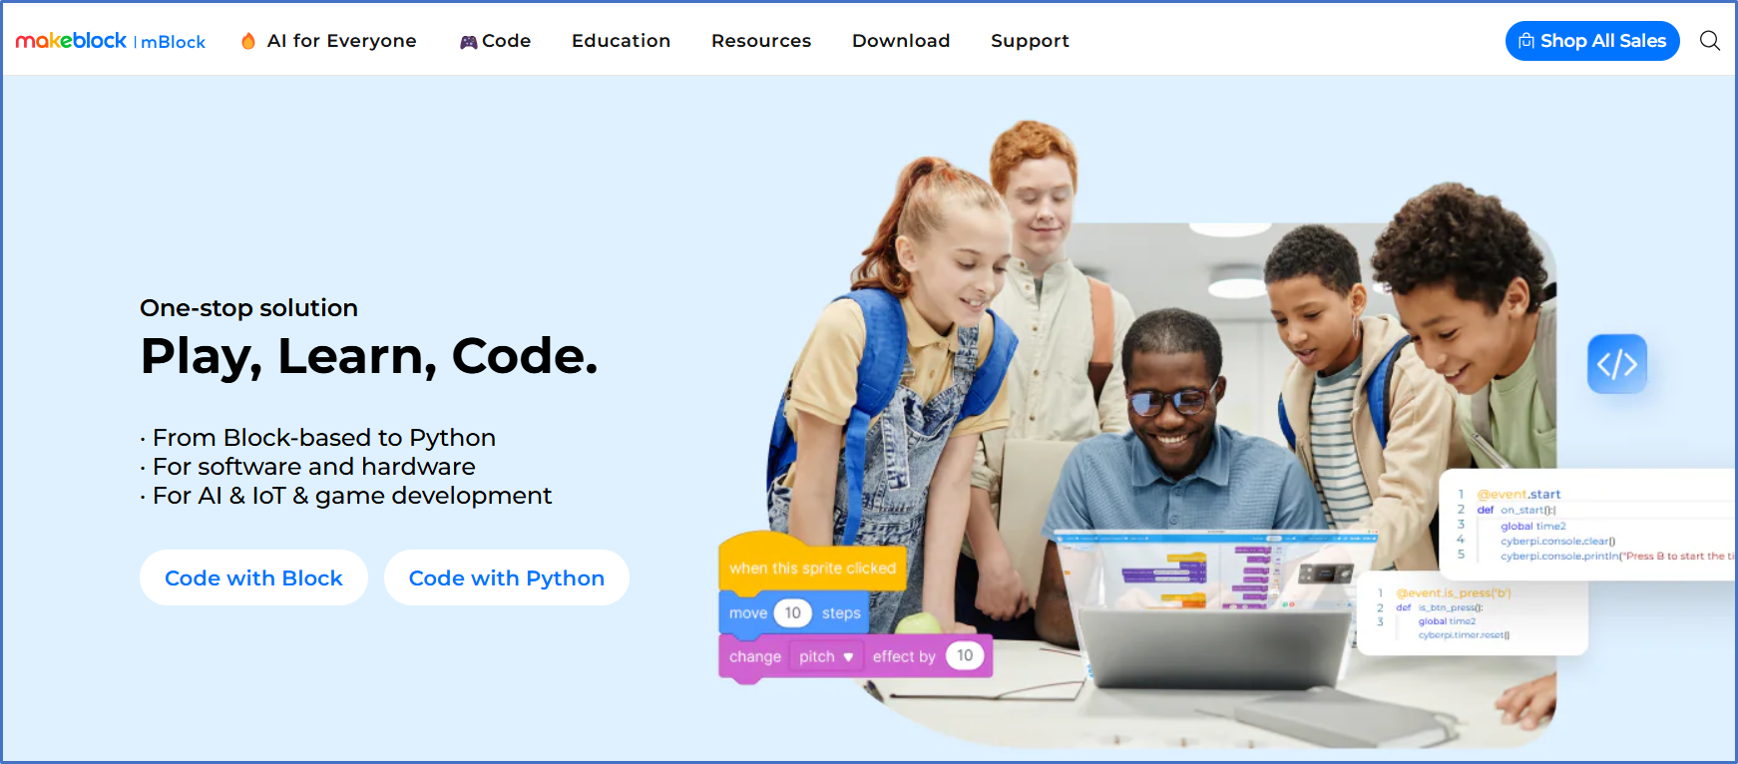 makeblock | mBlock
AI for Everyone
Code
Education
Resources
Download
Support
Shop All Sales
One-stop solution
Play, Learn, Code.
· From Block-based to Python
· For software and hardware
· For AI & IoT & game development
Code with Block
Code with Python
when this sprite clicked
move 10 steps
change pitch effect by 10
</>
1 @event.start
2 def on_start():
3 global time2
4 cyberpi.console.clear()
5 cyberpi.console.println("Press B to start the
1 @event.is_press('b')
2 def is_btn_press():
3 global time2
cyberpi.timer.reset()